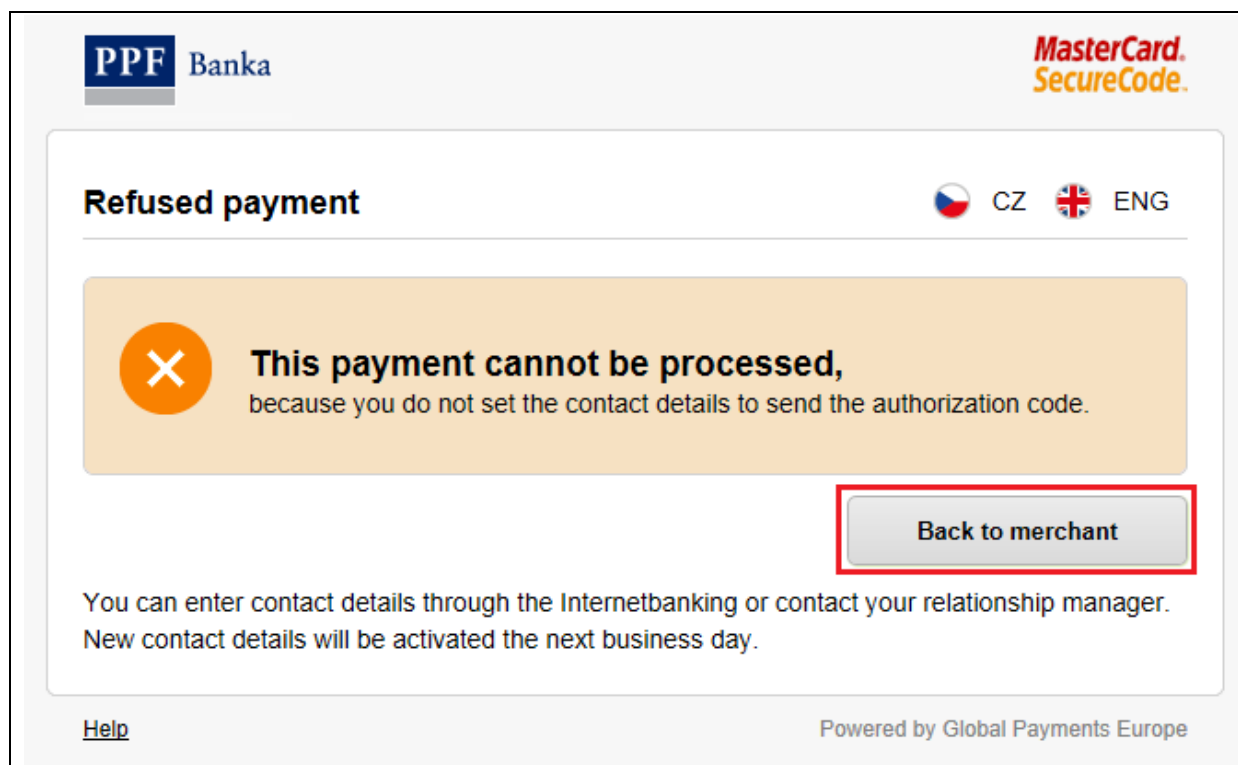 PPF Banka
MasterCard.
SecureCode.
Refused payment
CZ ENG
This payment cannot be processed,
because you do not set the contact details to send the authorization code.
Back to merchant
You can enter contact details through the Internetbanking or contact your relationship manager.
New contact details will be activated the next business day.
Help
Powered by Global Payments Europe